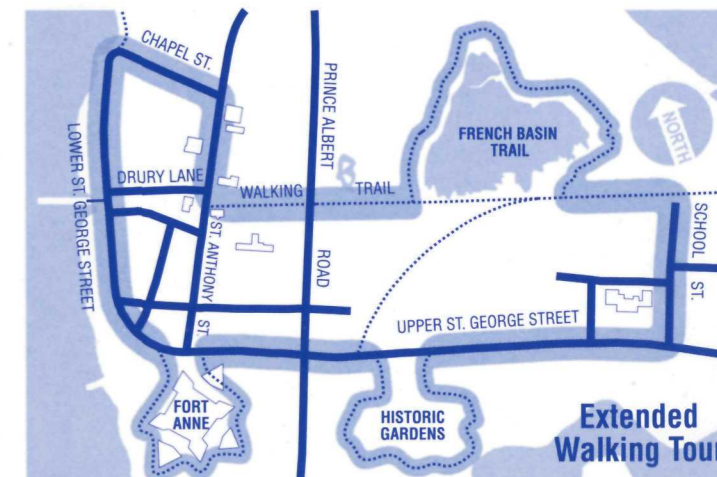 CHAPEL ST.
PRINCE ALBERT
ROAD
FRENCH BASIN
TRAIL
NORTH
LOWER ST. GEORGE STREET
DRURY LANE
WALKING
TRAIL
ST. ANTHONY
ST.
SCHOOL
ST.
UPPER ST. GEORGE STREET
FORT
ANNE
HISTORIC
GARDENS
Extended
Walking Tour